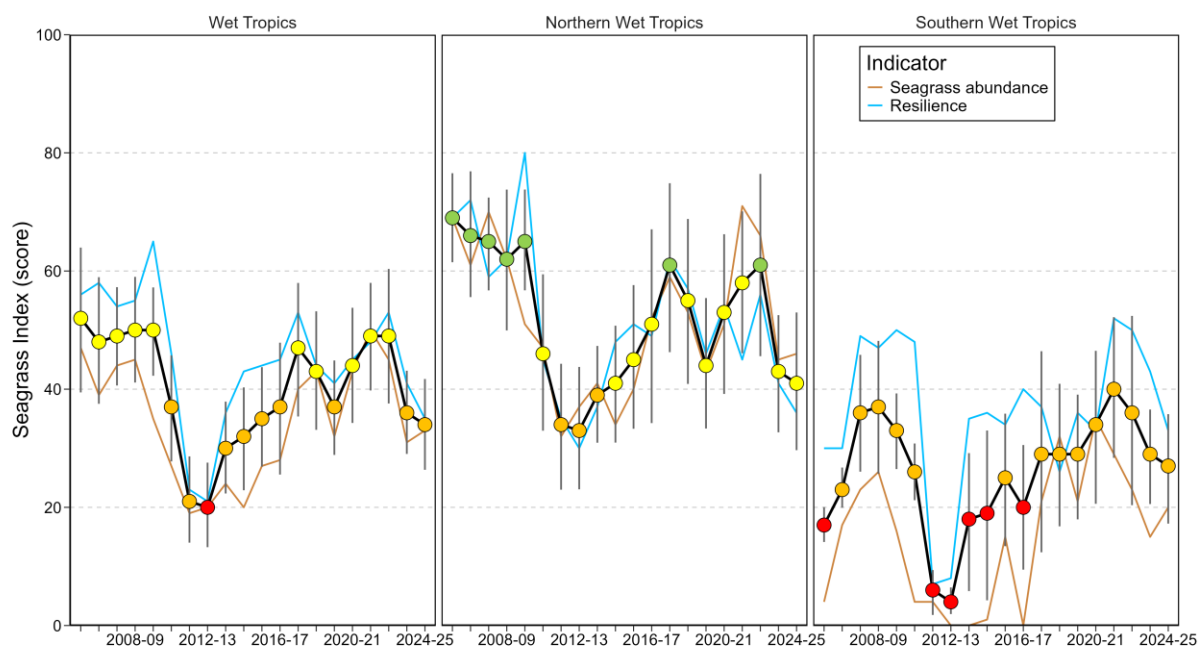 Wet Tropics Northern Wet Tropics Southern Wet Tropics
100
80
60
40
20
0
Seagrass Index (score)
Indicator
Seagrass abundance
Resilience
2008-09 2012-13 2016-17 2020-21 2024-25 2008-09 2012-13 2016-17 2020-21 2024-25 2008-09 2012-13 2016-17 2020-21 2024-25